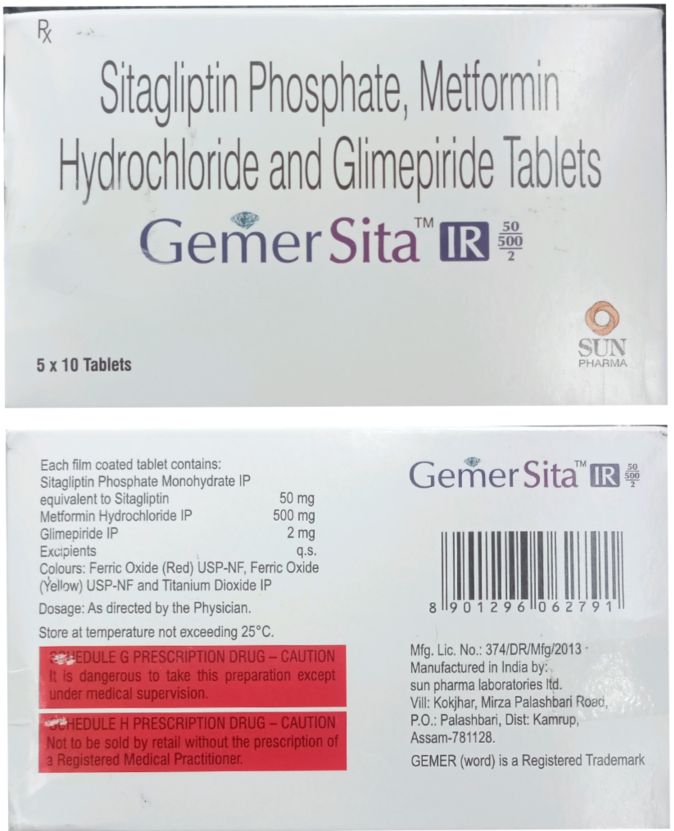 Rx
Sitagliptin Phosphate, Metformin
Hydrochloride and Glimepiride Tablets
GemerSita™ IR 50/500/2
5 x 10 Tablets
SUN
PHARMA
Each film coated tablet contains:
Sitagliptin Phosphate Monohydrate IP
equivalent to Sitagliptin 50 mg
Metformin Hydrochloride IP 500 mg
Glimepiride IP 2 mg
Excipients q.s.
Colours: Ferric Oxide (Red) USP-NF, Ferric Oxide
(Yellow) USP-NF and Titanium Dioxide IP
Dosage: As directed by the Physician.
Store at temperature not exceeding 25°C.
SCHEDULE G PRESCRIPTION DRUG – CAUTION
It is dangerous to take this preparation except
under medical supervision.
SCHEDULE H PRESCRIPTION DRUG – CAUTION
Not to be sold by retail without the prescription of
a Registered Medical Practitioner.
GemerSita™ IR 50/500/2
8 901296 062791
Mfg. Lic. No.: 374/DR/Mfg/2013
Manufactured in India by:
sun pharma laboratories ltd.
Vill: Kokjhar, Mirza Palashbari Road,
P.O.: Palashbari, Dist: Kamrup,
Assam-781128.
GEMER (word) is a Registered Trademark